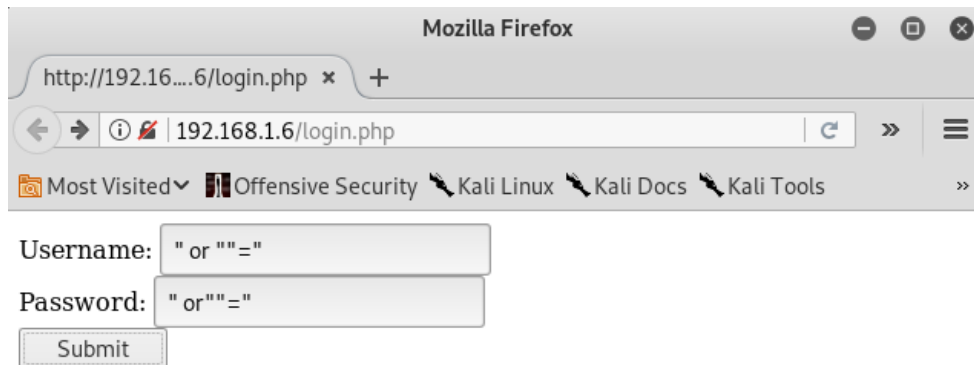 Mozilla Firefox
http://192.16....6/login.php × +
192.168.1.6/login.php »
Most Visited Offensive Security Kali Linux Kali Docs Kali Tools »
Username: " or ""="
Password: " or""="
Submit